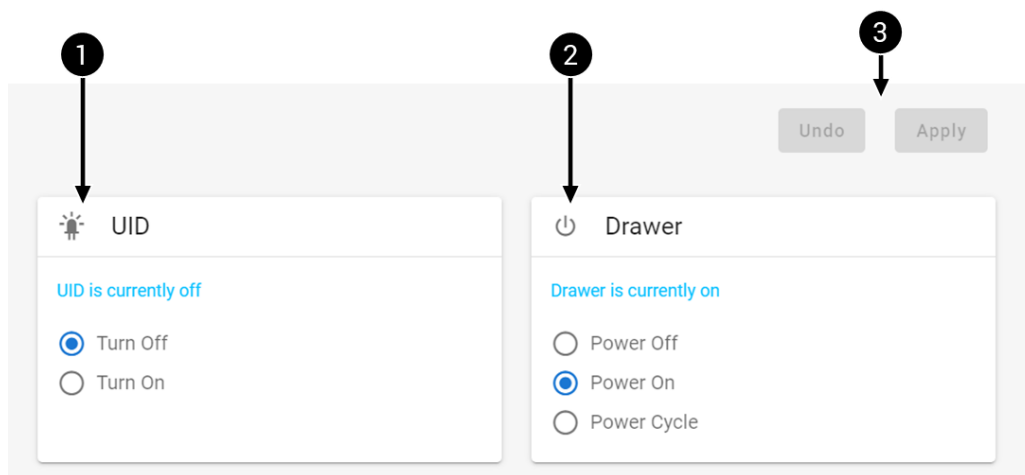 1
2
3
Undo
Apply
UID
Drawer
UID is currently off
Drawer is currently on
Turn Off
Turn On
Power Off
Power On
Power Cycle